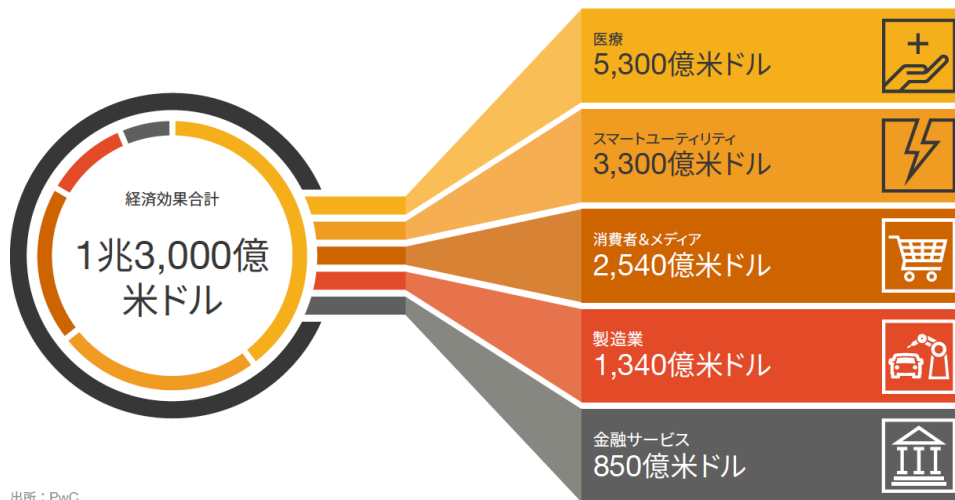 経済効果合計
1兆3,000億
米ドル
医療
5,300億米ドル
スマートユーティリティ
3,300億米ドル
消費者&メディア
2,540億米ドル
製造業
1,340億米ドル
金融サービス
850億米ドル
出所：PwC